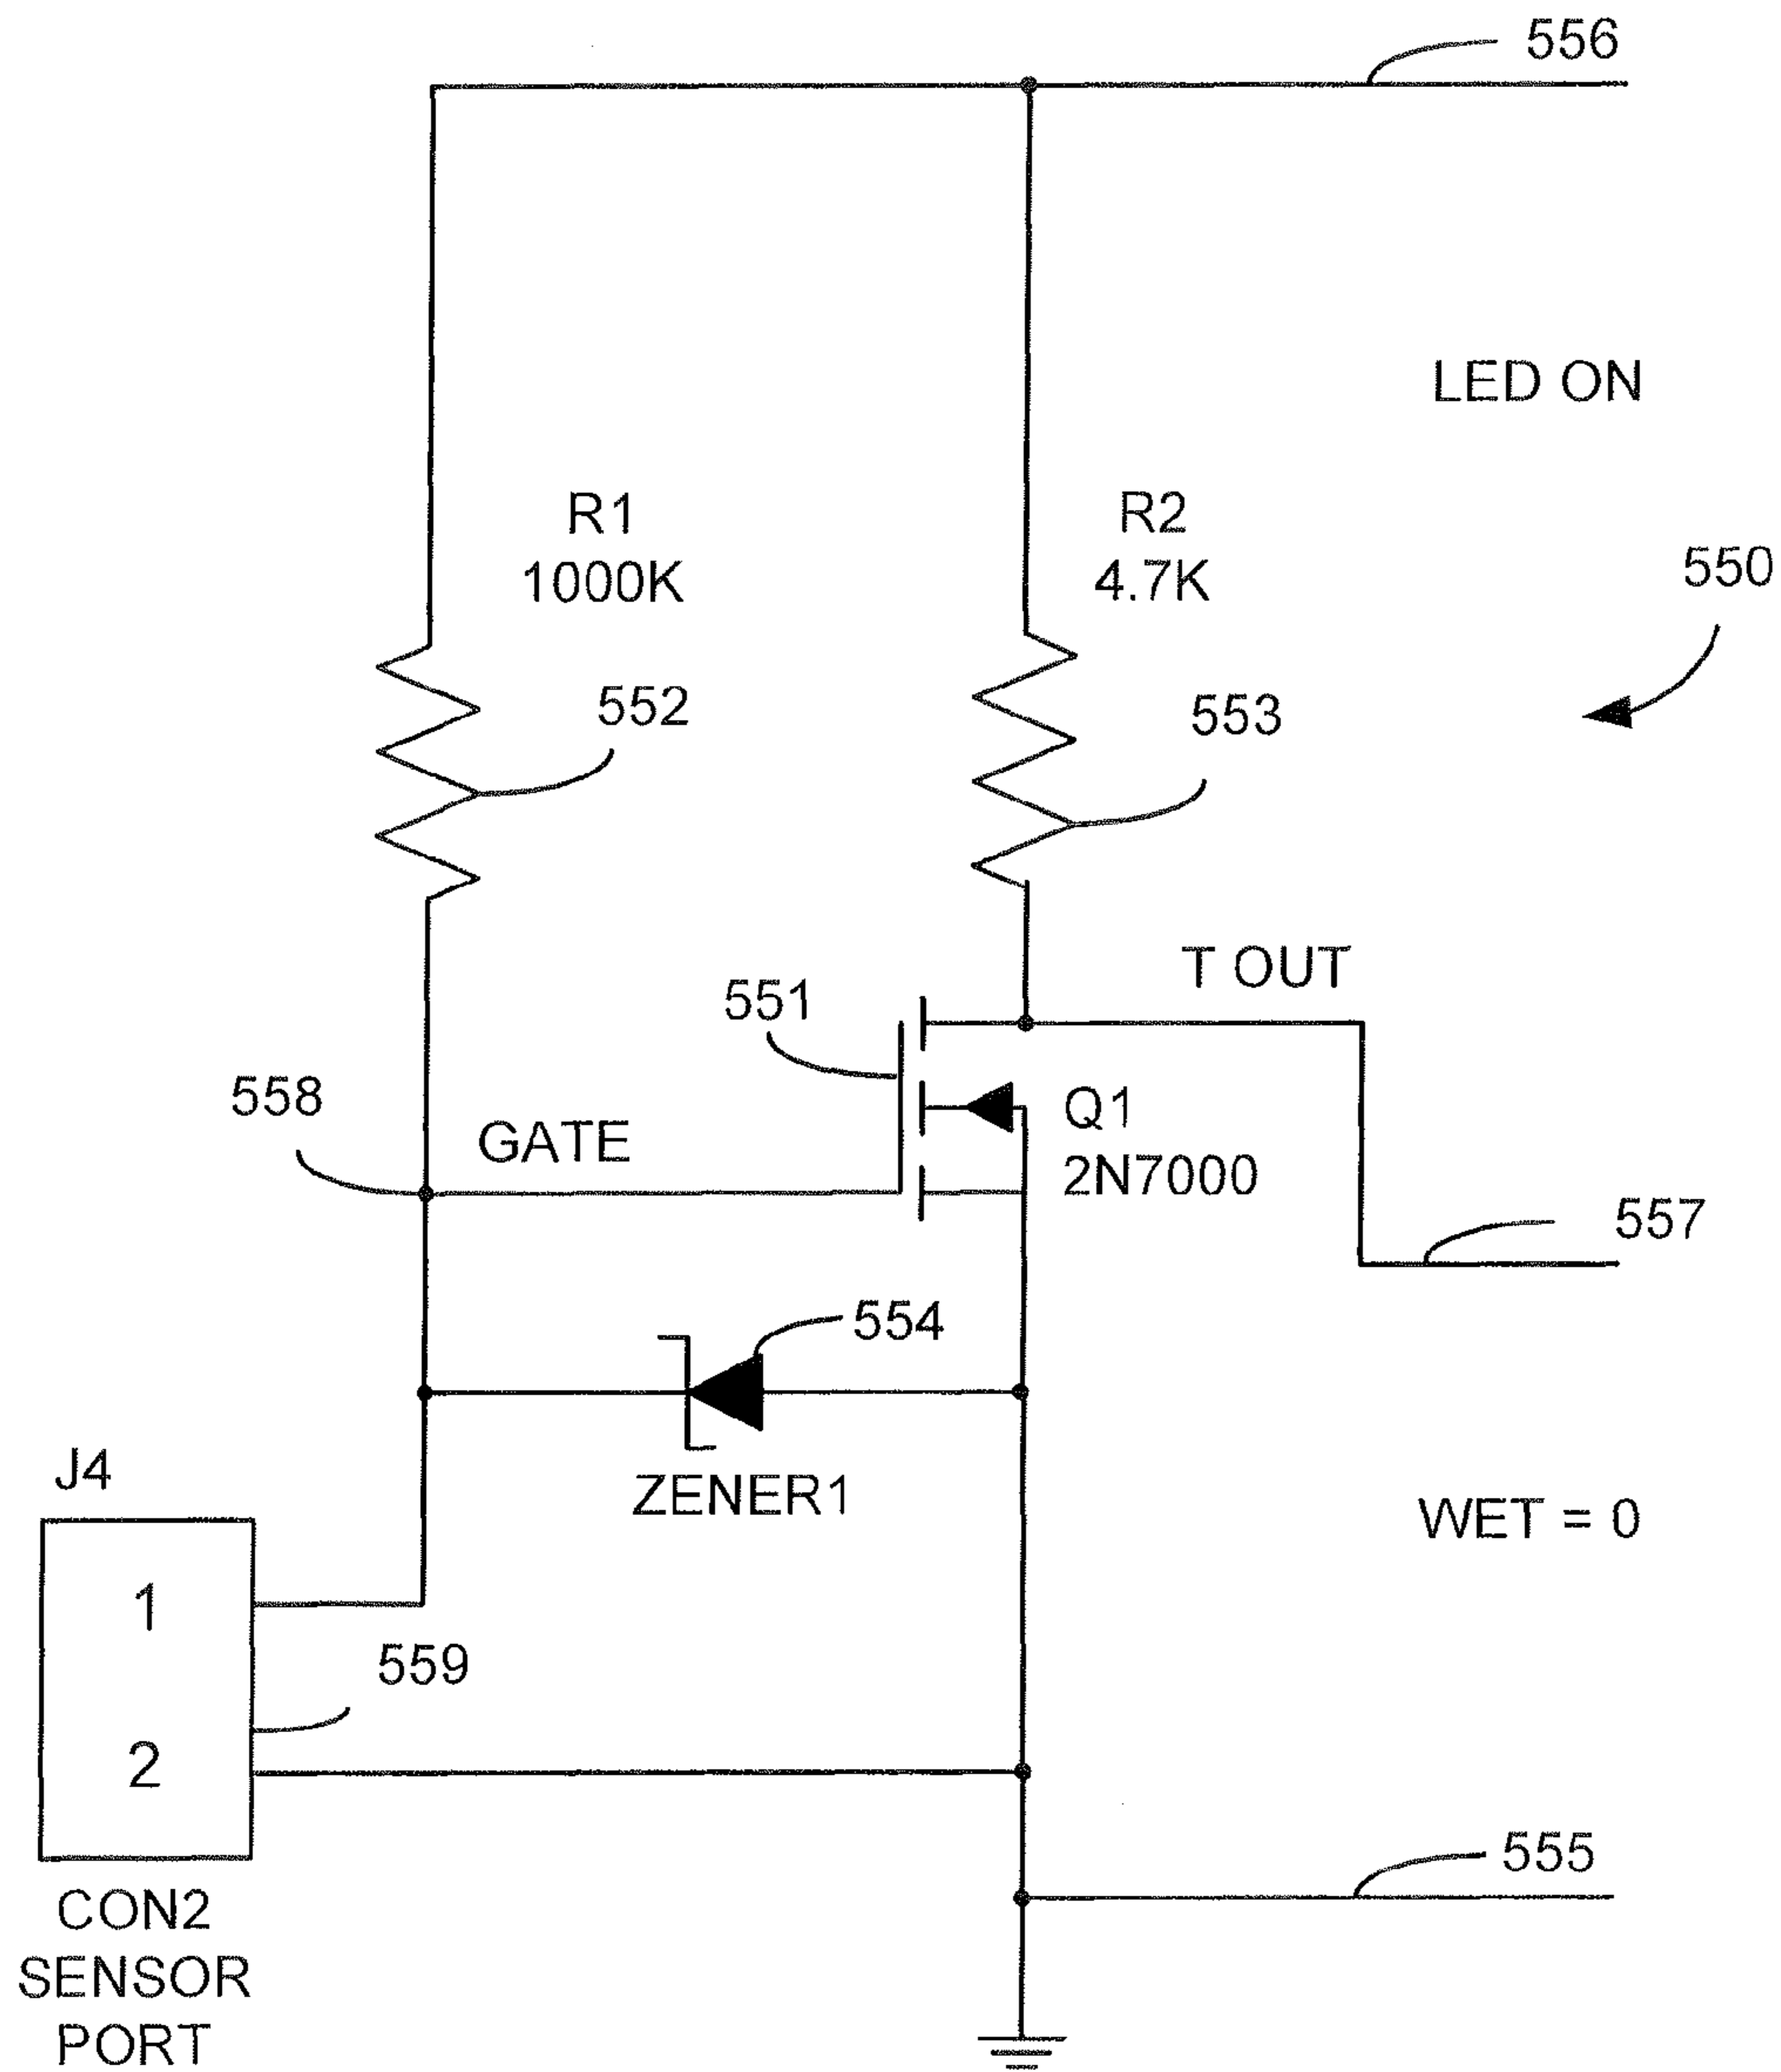 556
LED ON
R1
1000K
R2
4.7K
550
552
553
T OUT
551
558
GATE
Q1
2N7000
557
554
ZENER1
J4
WET = 0
1
559
2
555
CON2
SENSOR
PORT